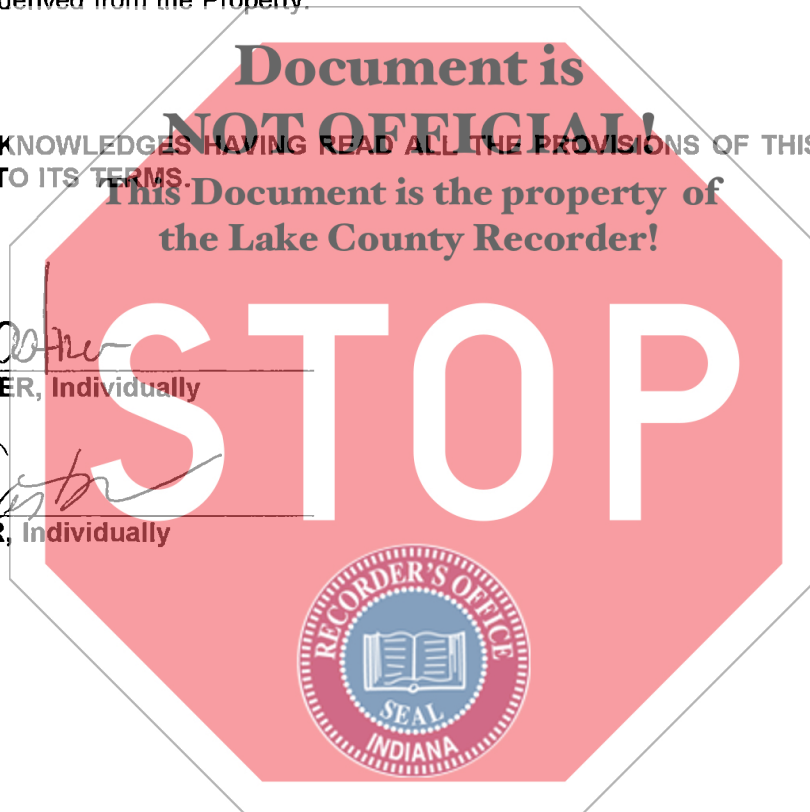 derived from the Property.
Document is
NOT OFFICIAL!
KNOWLEDGES HAVING READ ALL THE PROVISIONS OF THIS
TO ITS TERMS.
This Document is the property of
the Lake County Recorder!
STOP
ER, Individually
R, Individually
RECORDER'S OFFICE
SEAL
INDIANA